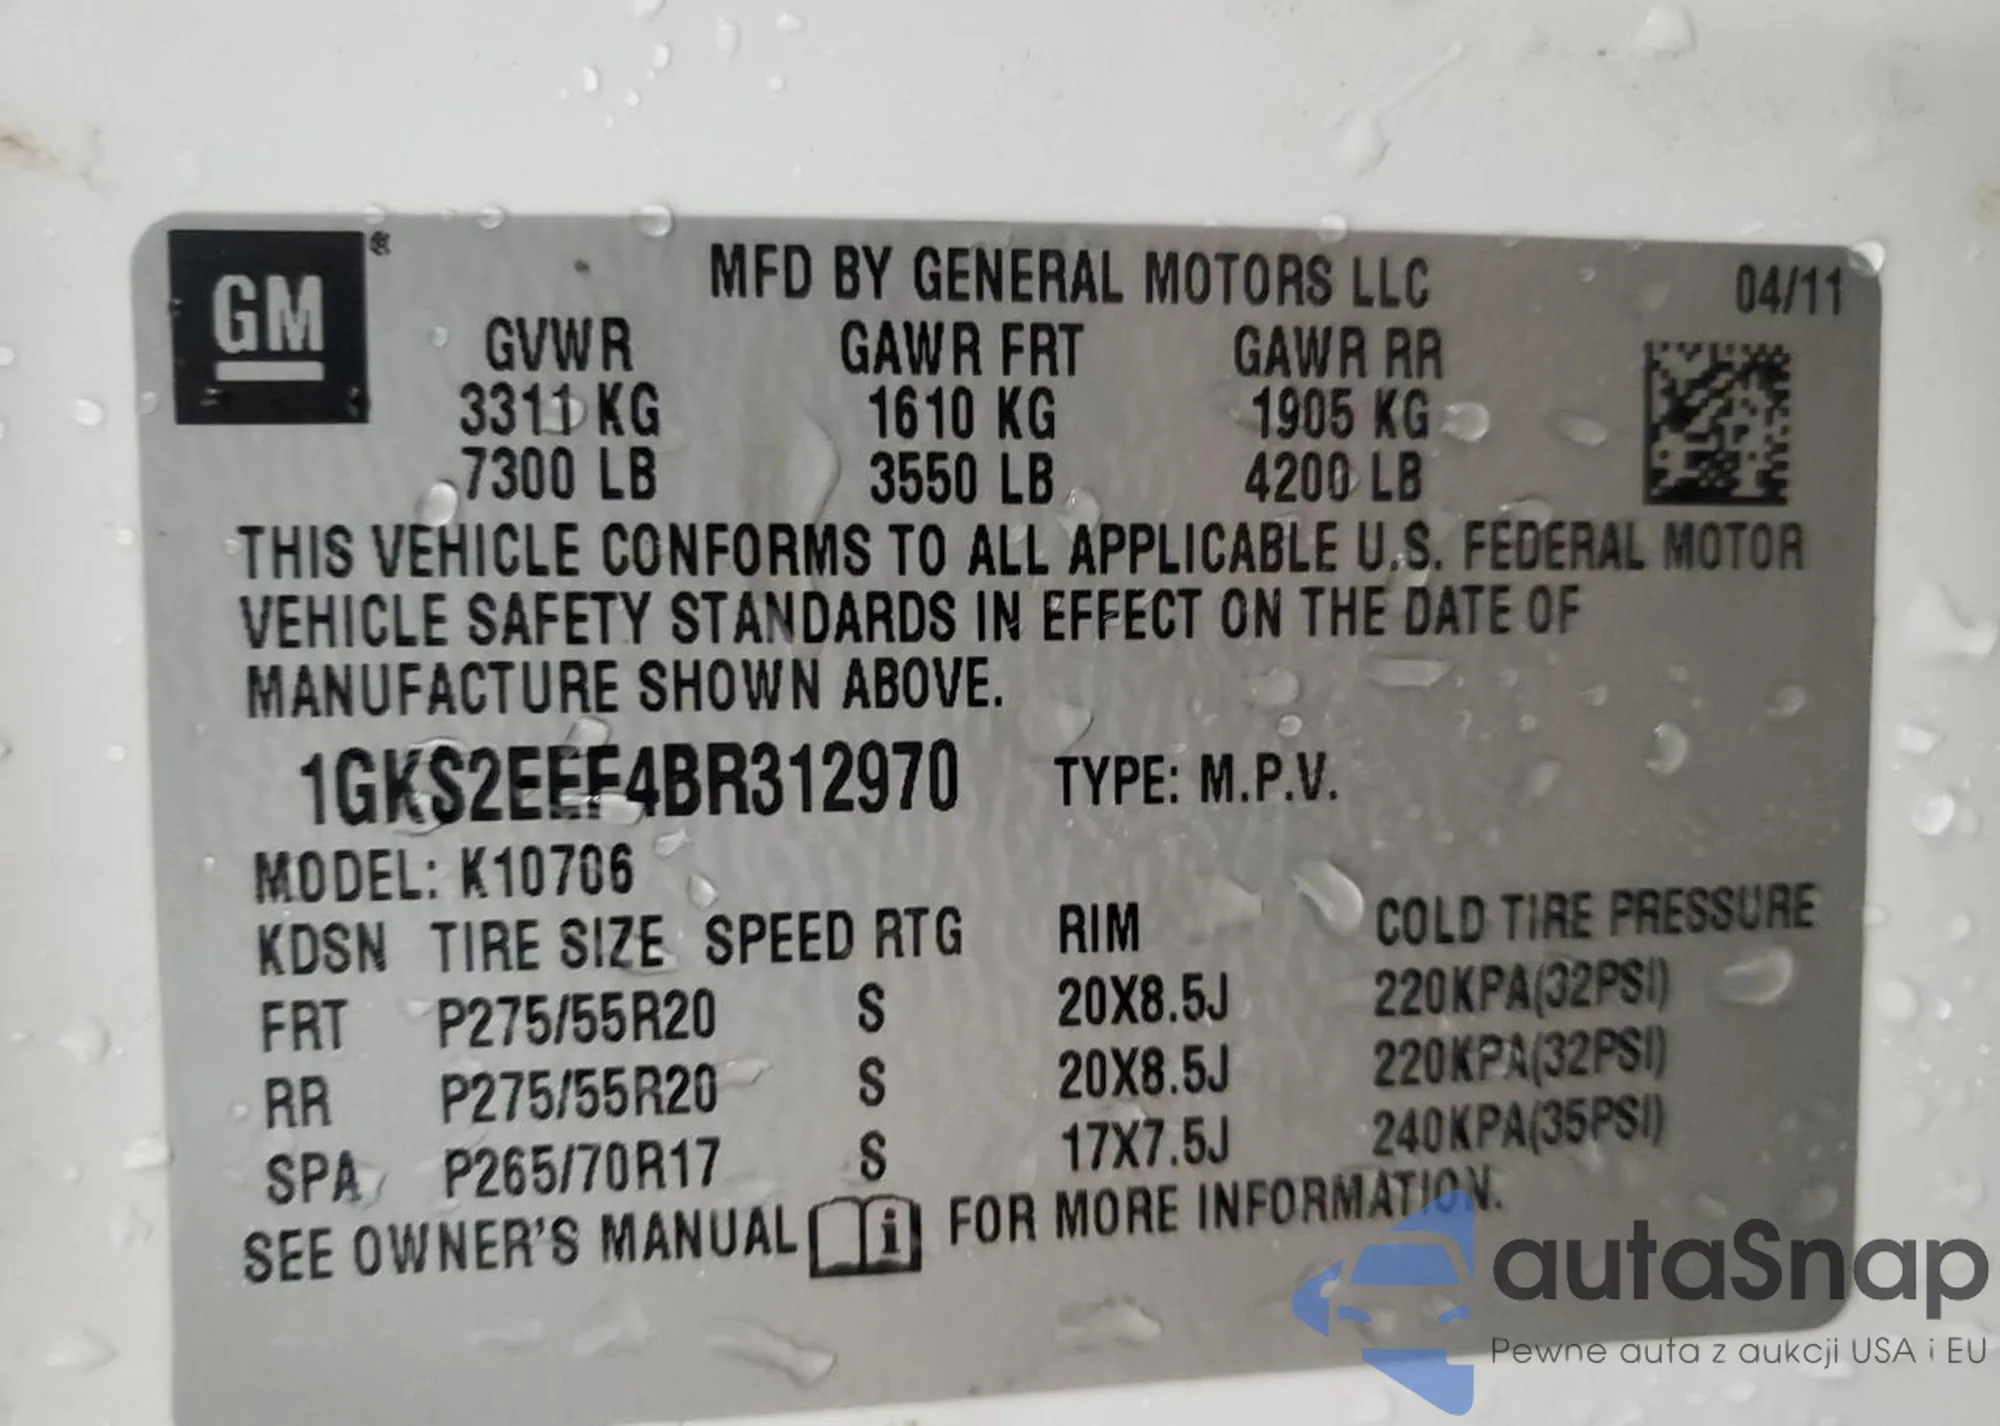 GM®
MFD BY GENERAL MOTORS LLC 04/11
GVWR GAWR FRT GAWR RR
3311 KG 1610 KG 1905 KG
7300 LB 3550 LB 4200 LB
THIS VEHICLE CONFORMS TO ALL APPLICABLE U.S. FEDERAL MOTOR
VEHICLE SAFETY STANDARDS IN EFFECT ON THE DATE OF
MANUFACTURE SHOWN ABOVE.
1GKS2EEF4BR312970 TYPE: M.P.V.
MODEL: K10706
KDSN TIRE SIZE SPEED RTG RIM COLD TIRE PRESSURE
FRT P275/55R20 S 20X8.5J 220KPA(32PSI)
RR P275/55R20 S 20X8.5J 220KPA(32PSI)
SPA P265/70R17 S 17X7.5J 240KPA(35PSI)
SEE OWNER'S MANUAL i FOR MORE INFORMATION.
autaSnap
Pewne auta z aukcji USA i EU